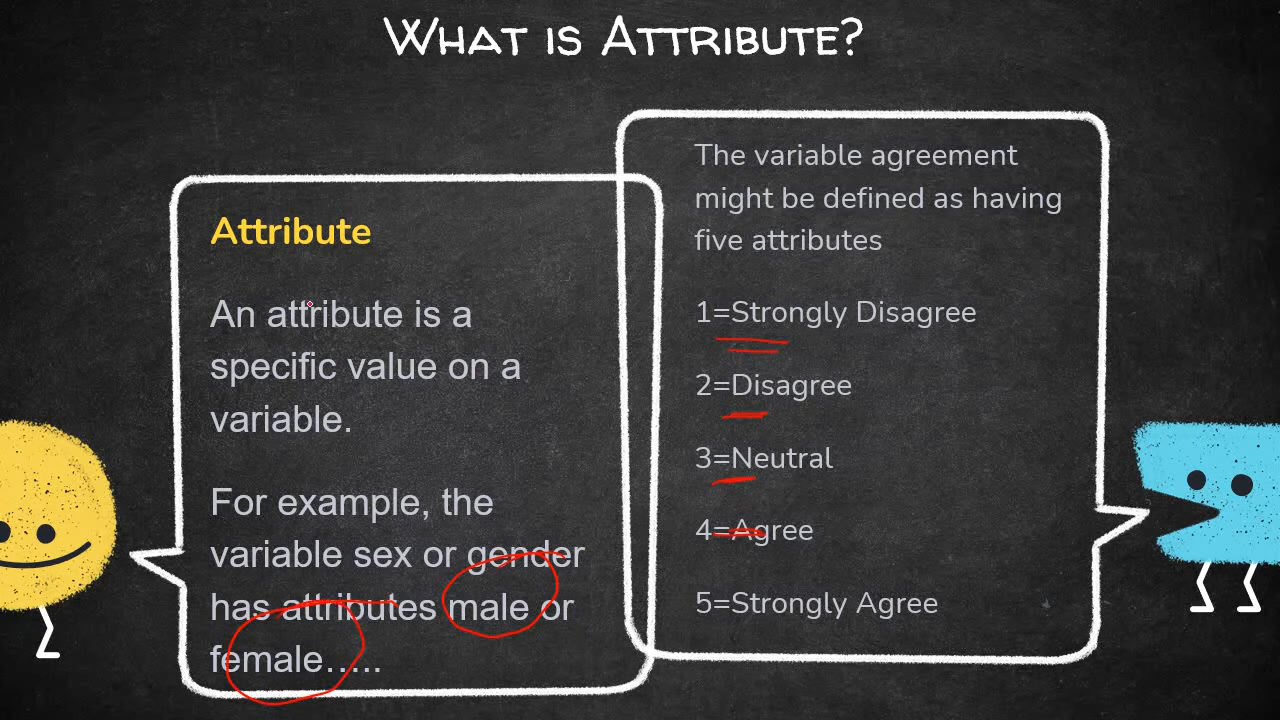 What is Attribute?
Attribute
An attribute is a
specific value on a
variable.
For example, the
variable sex or gender
has attributes male or
female…..
The variable agreement
might be defined as having
five attributes
1=Strongly Disagree
2=Disagree
3=Neutral
4=Agree
5=Strongly Agree